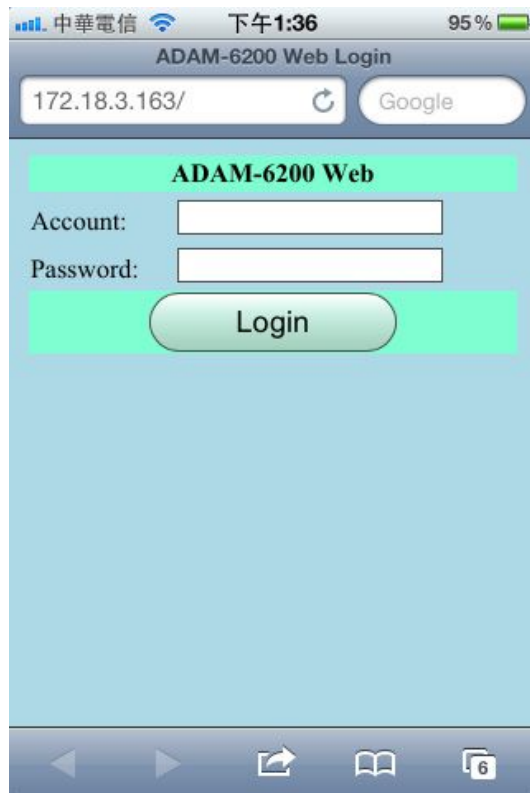 中華電信 下午1:36 95%
ADAM-6200 Web Login
172.18.3.163/ Google
ADAM-6200 Web
Account:
Password:
Login
6